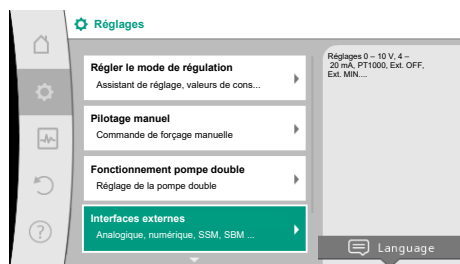 Réglages
Régler le mode de régulation
Assistant de réglage, valeurs de cons...
Pilotage manuel
Commande de forçage manuelle
Fonctionnement pompe double
Réglage de la pompe double
Interfaces externes
Analogique, numérique, SSM, SBM ...
Réglages 0 – 10 V, 4 –
20 mA, PT1000, Ext. OFF,
Ext. MIN....
Language